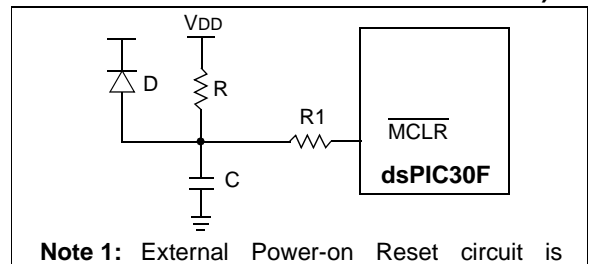 VDD
D
R
R1
MCLR
C
dsPIC30F
Note 1: External Power-on Reset circuit is